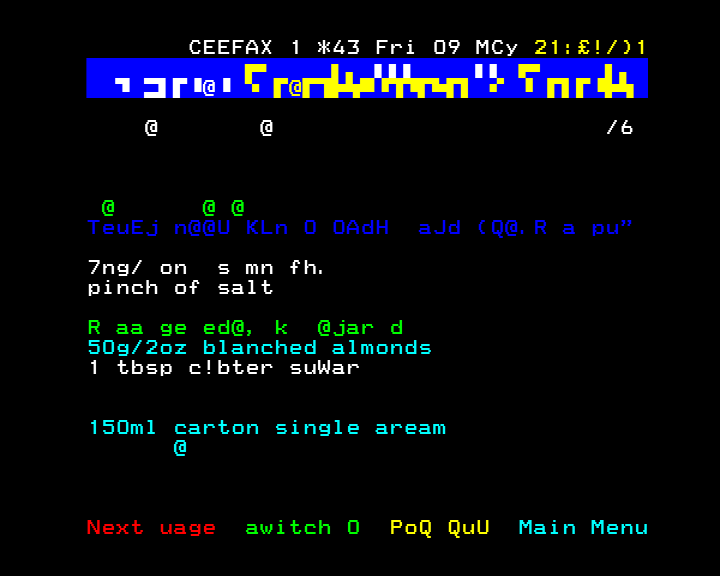 CEEFAX 1 *43 Fri 09 MCy 21:£!/)1
@ @
@ @ /6
@ @ @
TeuEj n@@U KLn O OAdH aJd (Q@.R a pu”
7ng/ on s mn fh.
pinch of salt
R aa ge ed@, k @jar d
50g/2oz blanched almonds
1 tbsp c!bter suWar
150ml carton single aream
@
Next uage awitch O PoQ QuU Main Menu